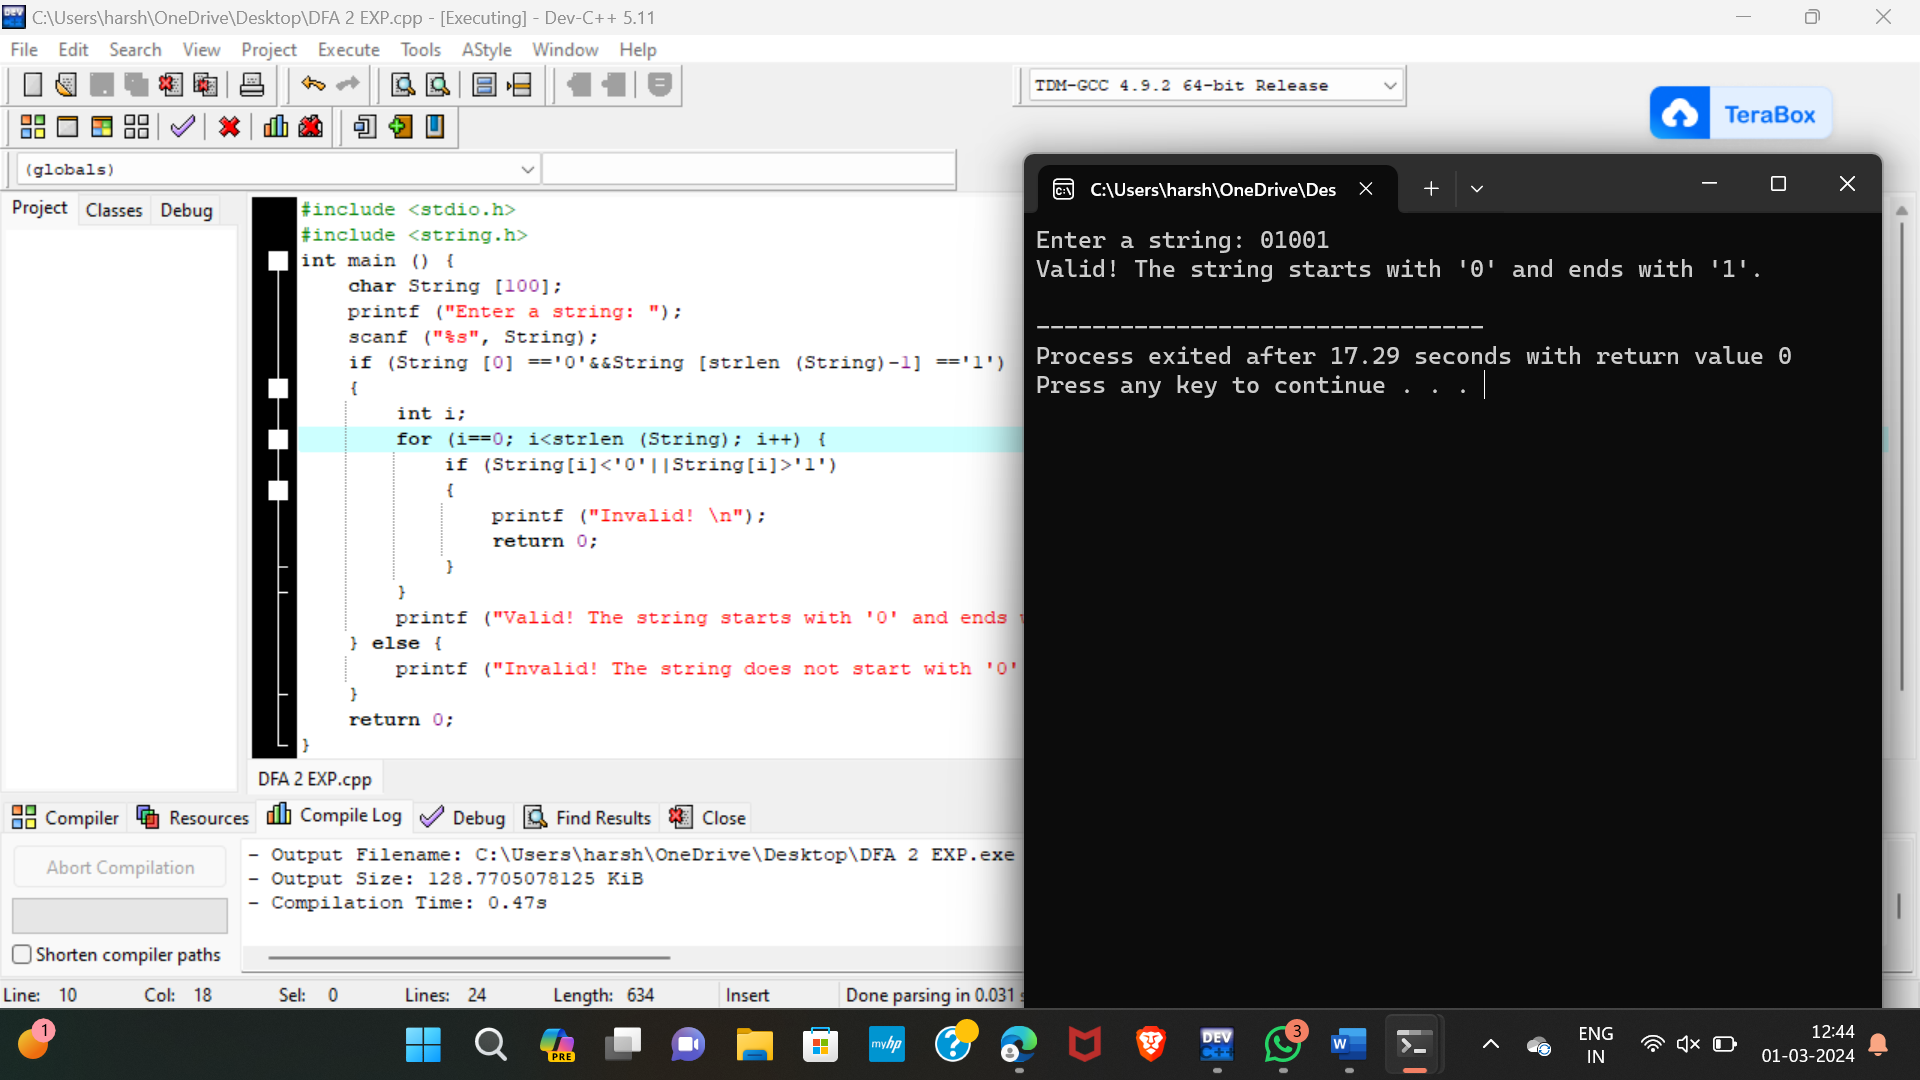 C:\Users\harsh\OneDrive\Desktop\DFA 2 EXP.cpp - [Executing] - Dev-C++ 5.11
File Edit Search View Project Execute Tools AStyle Window Help
TDM-GCC 4.9.2 64-bit Release
TeraBox
(globals)
Project Classes Debug
#include <stdio.h>
#include <string.h>
int main () {
char String [100];
printf ("Enter a string: ");
scanf ("%s", String);
if (String [0] =='0'&&String [strlen (String)-1] =='1')
{
int i;
for (i==0; i<strlen (String); i++) {
if (String[i]<'0'||String[i]>'1')
{
printf ("Invalid! \n");
return 0;
}
}
printf ("Valid! The string starts with '0' and ends
} else {
printf ("Invalid! The string does not start with '0'
}
return 0;
}
C:\Users\harsh\OneDrive\Des
Enter a string: 01001
Valid! The string starts with '0' and ends with '1'.
--------------------------------
Process exited after 17.29 seconds with return value 0
Press any key to continue . . .
DFA 2 EXP.cpp
Compiler Resources Compile Log Debug Find Results Close
Abort Compilation
Shorten compiler paths
- Output Filename: C:\Users\harsh\OneDrive\Desktop\DFA 2 EXP.exe
- Output Size: 128.7705078125 KiB
- Compilation Time: 0.47s
Line: 10 Col: 18 Sel: 0 Lines: 24 Length: 634 Insert Done parsing in 0.031
1
PRE
myhp
DEV C++
3
W
ENG
IN
12:44
01-03-2024